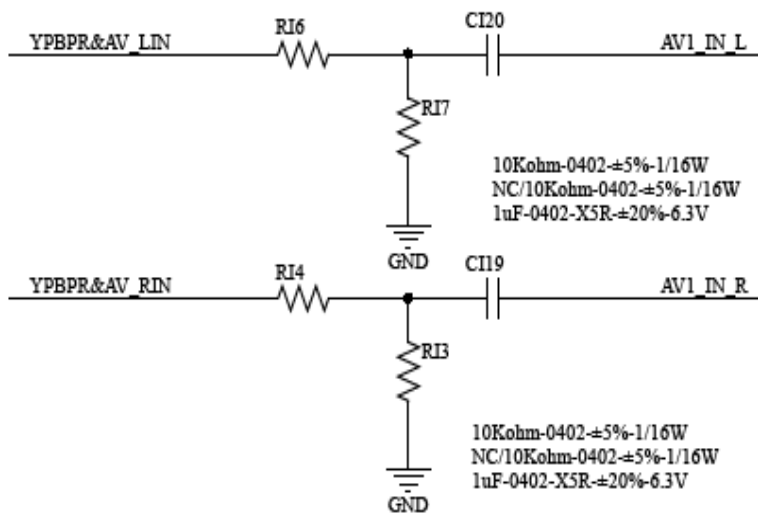 CI20
RI6
YPBPR&AV_LIN
AV1_IN_L
RI7
10Kohm-0402-±5%-1/16W
NC/10Kohm-0402-±5%-1/16W
1uF-0402-X5R-±20%-6.3V
GND
CI19
RI4
YPBPR&AV_RIN
AV1_IN_R
RI3
10Kohm-0402-±5%-1/16W
NC/10Kohm-0402-±5%-1/16W
1uF-0402-X5R-±20%-6.3V
GND